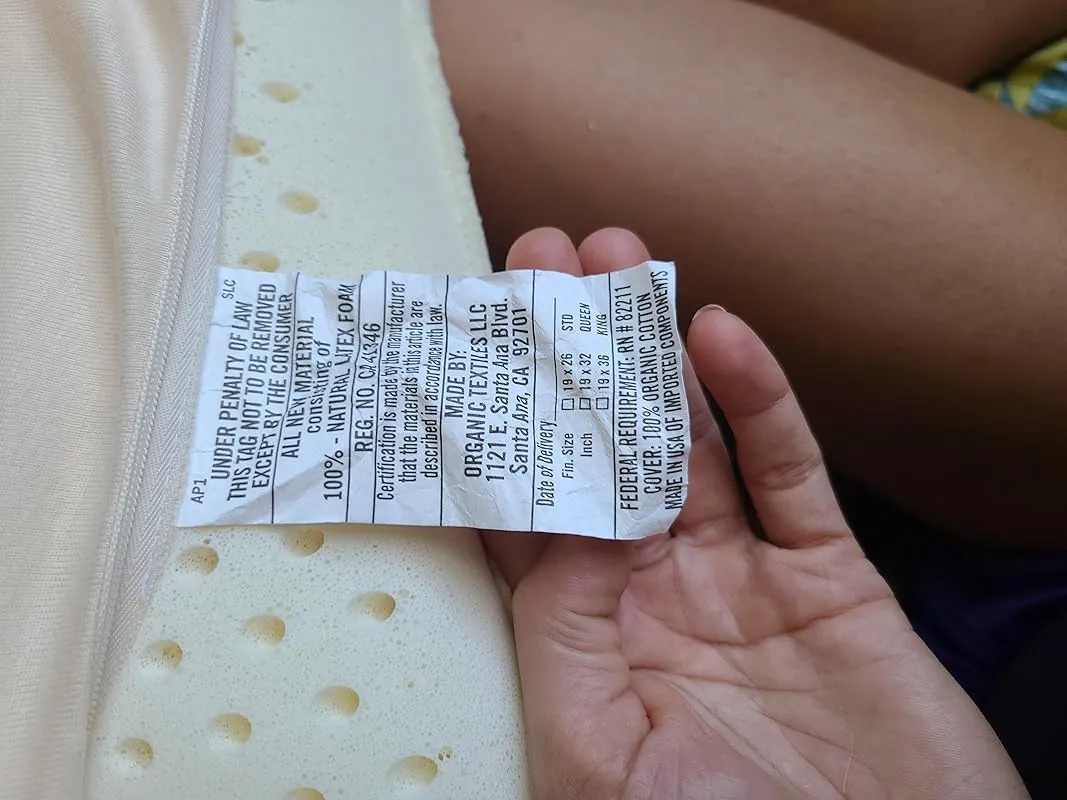 AP1 SLC
UNDER PENALTY OF LAW
THIS TAG NOT TO BE REMOVED
EXCEPT BY THE CONSUMER
ALL NEW MATERIAL
consisting of
100% - NATURAL LATEX FOAM
REG. NO.
Certification is made by the manufacturer
that the materials in this article are
described in accordance with law.
MADE BY:
ORGANIC TEXTILES LLC
1121 E. Santa Ana Blvd.
Santa Ana, CA 92701
Date of Delivery
Fin. Size ☐ 19 x 26 / STD
Inch ☐ 19 x 32 QUEEN
☐ 19 x 36 KING
FEDERAL REQUIREMENT: RN # 82211
COVER: 100% ORGANIC COTTON
MADE IN USA OF IMPORTED COMPONENTS